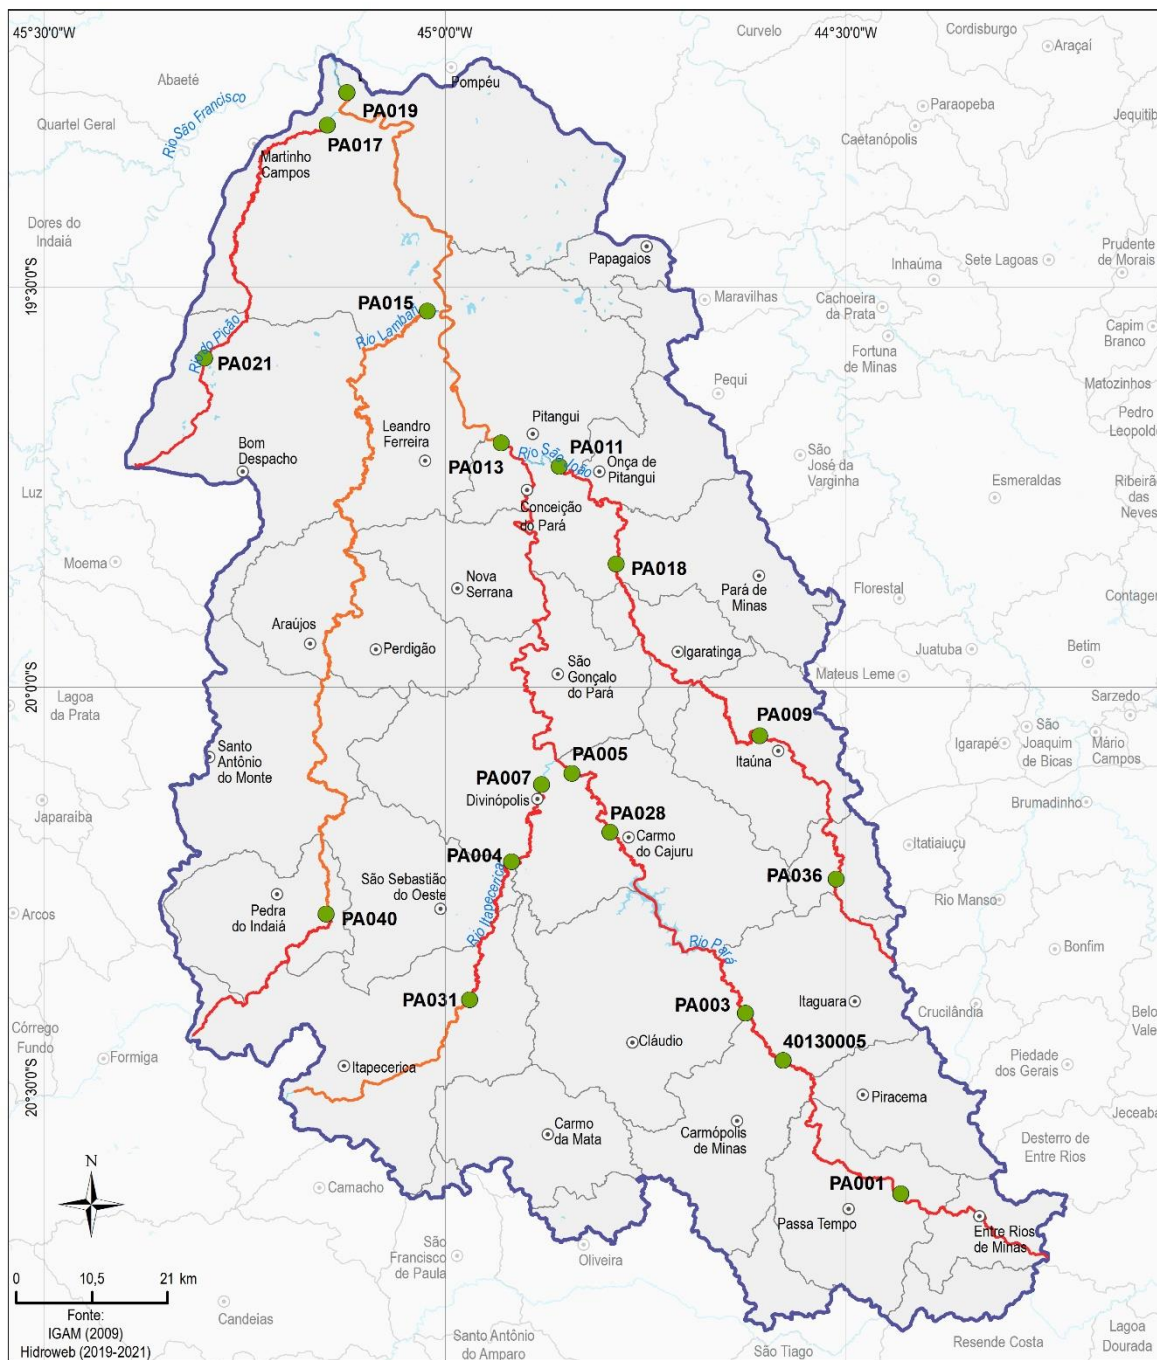 45°30'0"W
45°0'0"W
44°30'0"W
Curvelo
Cordisburgo
Araçaí
Abaeté
Pompéu
Paraopeba
Jequitib
Caetanópolis
Quartel Geral
Rio São Francisco
PA019
PA017
Martinho
Campos
Dores do
Indaiá
Papagaios
Inhaúma
Sete Lagoas
Prudente
de Morais
19°30'0"S
PA015
Rio Lambari
Maravilhas
Cachoeira
da Prata
Capim
Branco
Rio do Picão
PA021
Fortuna
de Minas
Pequi
Matozinhos
Pedro
Leopoldo
Leandro
Ferreira
Pitangui
Bom
Despacho
PA013
Rio São João
PA011
Onça de
Pitangui
São
José da
Varginha
Luz
Esmeraldas
Ribeirã
das
Neves
Conceição
do Pará
Moema
PA018
Nova
Serrana
Pará de
Minas
Florestal
Contagem
Araújos
Perdigão
São
Gonçalo
do Pará
Igaratinga
Juatuba
Betim
Mateus Leme
20°0'0"S
Lagoa
da Prata
Sarzedo
PA009
Itaúna
Igarapé
São
Joaquim
de Bicas
Mário
Campos
Santo
Antônio
do Monte
PA005
PA007
Divinópolis
Brumadinho
Japaraiba
PA028
Carmo
do Cajuru
Itatiaiuçu
PA004
PA036
São Sebastião
do Oeste
Rio Itapecerica
Pedra
do Indaiá
PA040
Rio Manso
Arcos
Rio Pará
Bonfim
PA031
PA003
Itaguara
Crucilândia
Belo
Vale
Córrego
Fundo
Formiga
Cláudio
40130005
Piedade
dos Gerais
Itapecerica
20°30'0"S
Piracema
Jeceaba
Carmo
da Mata
Carmópolis
de Minas
Desterro de
Entre Rios
N
Camacho
PA001
Passa Tempo
Entre Rios
de Minas
São
Francisco
de Paula
Oliveira
0
10,5
21 km
Fonte:
IGAM (2009)
Hidroweb (2019-2021)
Candeias
Santo Antônio
do Amparo
São Tiago
Resende Costa
Lagoa
Dourada